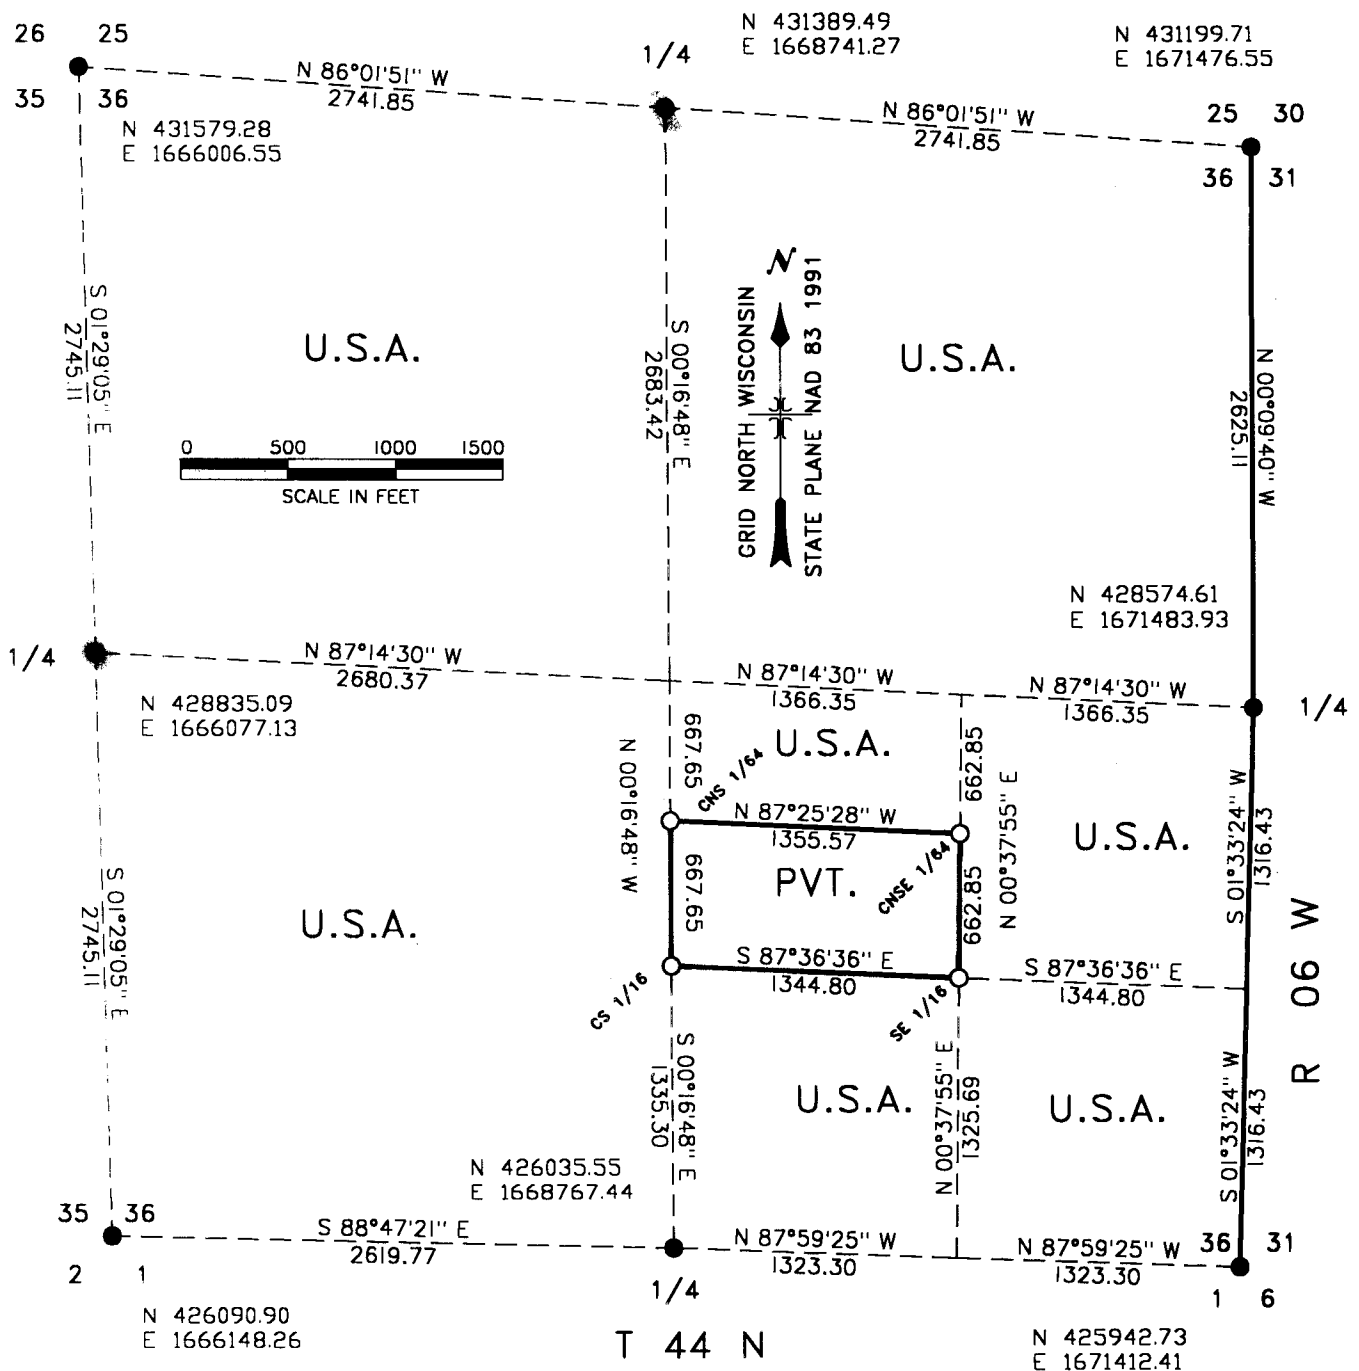 N 431389.49
E 1668741.27
N 431199.71
E 1671476.55
26 25
1/4
N 86°01'51" W
2741.85
35 36
N 86°01'51" W
2741.85
25 30
36 31
N 431579.28
E 1666006.55
S 01°29'05" E
2745.11
U.S.A.
S 00°16'48" E
2683.42
N
GRID NORTH WISCONSIN
STATE PLANE NAD 83 1991
U.S.A.
N 00°09'40" W
2625.11
0 500 1000 1500
SCALE IN FEET
N 428574.61
E 1671483.93
1/4
N 87°14'30" W
2680.37
N 87°14'30" W
1366.35
N 87°14'30" W
1366.35
1/4
N 428835.09
E 1666077.13
N 00°16'48" W
667.65
CNS 1/64
U.S.A.
662.85
N 00°37'55" E
N 87°25'28" W
1355.57
U.S.A.
S 01°33'24" W
1316.43
667.65
PVT.
CNSE 1/64
662.85
S 01°29'05" E
2745.11
U.S.A.
R 06 W
CS 1/16
S 87°36'36" E
1344.80
SE 1/16
S 87°36'36" E
1344.80
S 00°16'48" E
1335.30
U.S.A.
N 00°37'55" E
1325.69
U.S.A.
S 01°33'24" W
1316.43
N 426035.55
E 1668767.44
35 36
S 88°47'21" E
2619.77
N 87°59'25" W
1323.30
N 87°59'25" W
1323.30
36 31
2 1
1/4
1 6
N 426090.90
E 1666148.26
T 44 N
N 425942.73
E 1671412.41